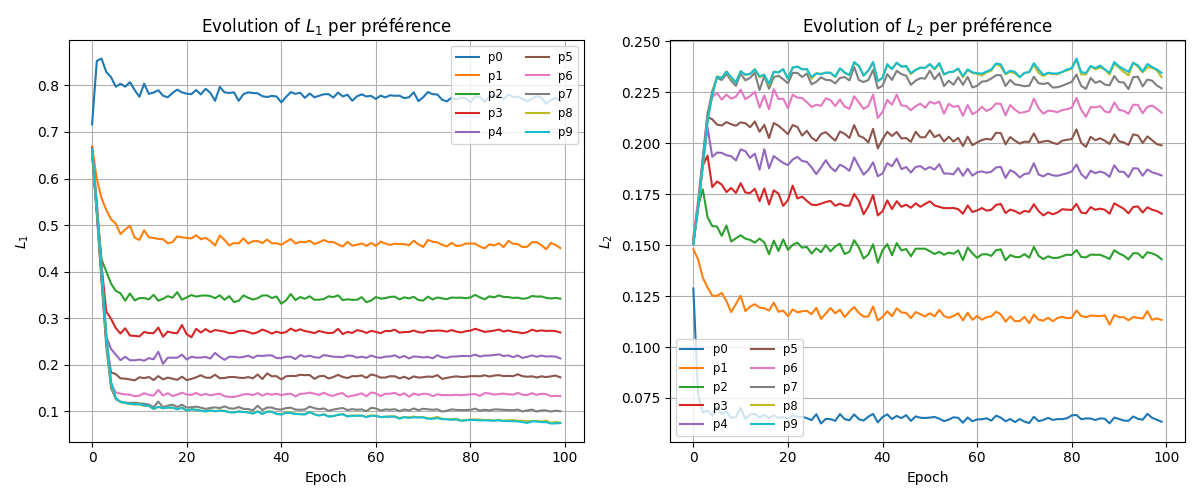 Evolution of L₁ per préférence
0.8
0.7
0.6
0.5
0.4
0.3
0.2
0.1
L₁
0 20 40 60 80 100
Epoch
p0 p5
p1 p6
p2 p7
p3 p8
p4 p9
Evolution of L₂ per préférence
0.250
0.225
0.200
0.175
0.150
0.125
0.100
0.075
L₂
0 20 40 60 80 100
Epoch
p0 p5
p1 p6
p2 p7
p3 p8
p4 p9